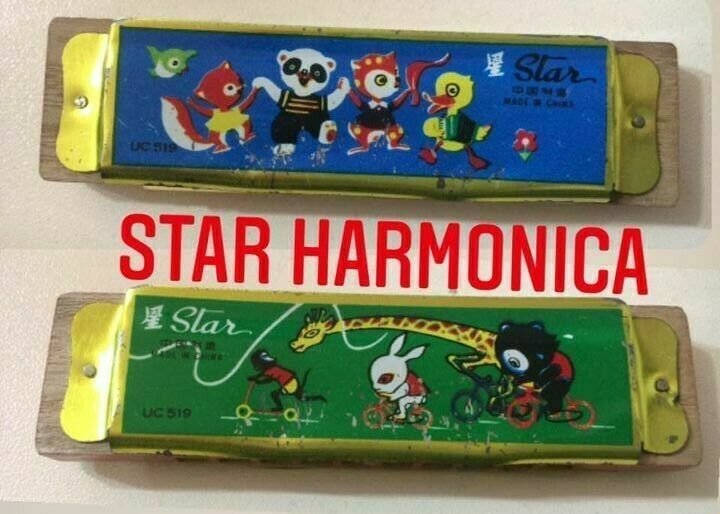 星 Star
中国制造
MADE IN CHINA
UC 519
STAR HARMONICA
星 Star
中国制造
MADE IN CHINA
UC 519